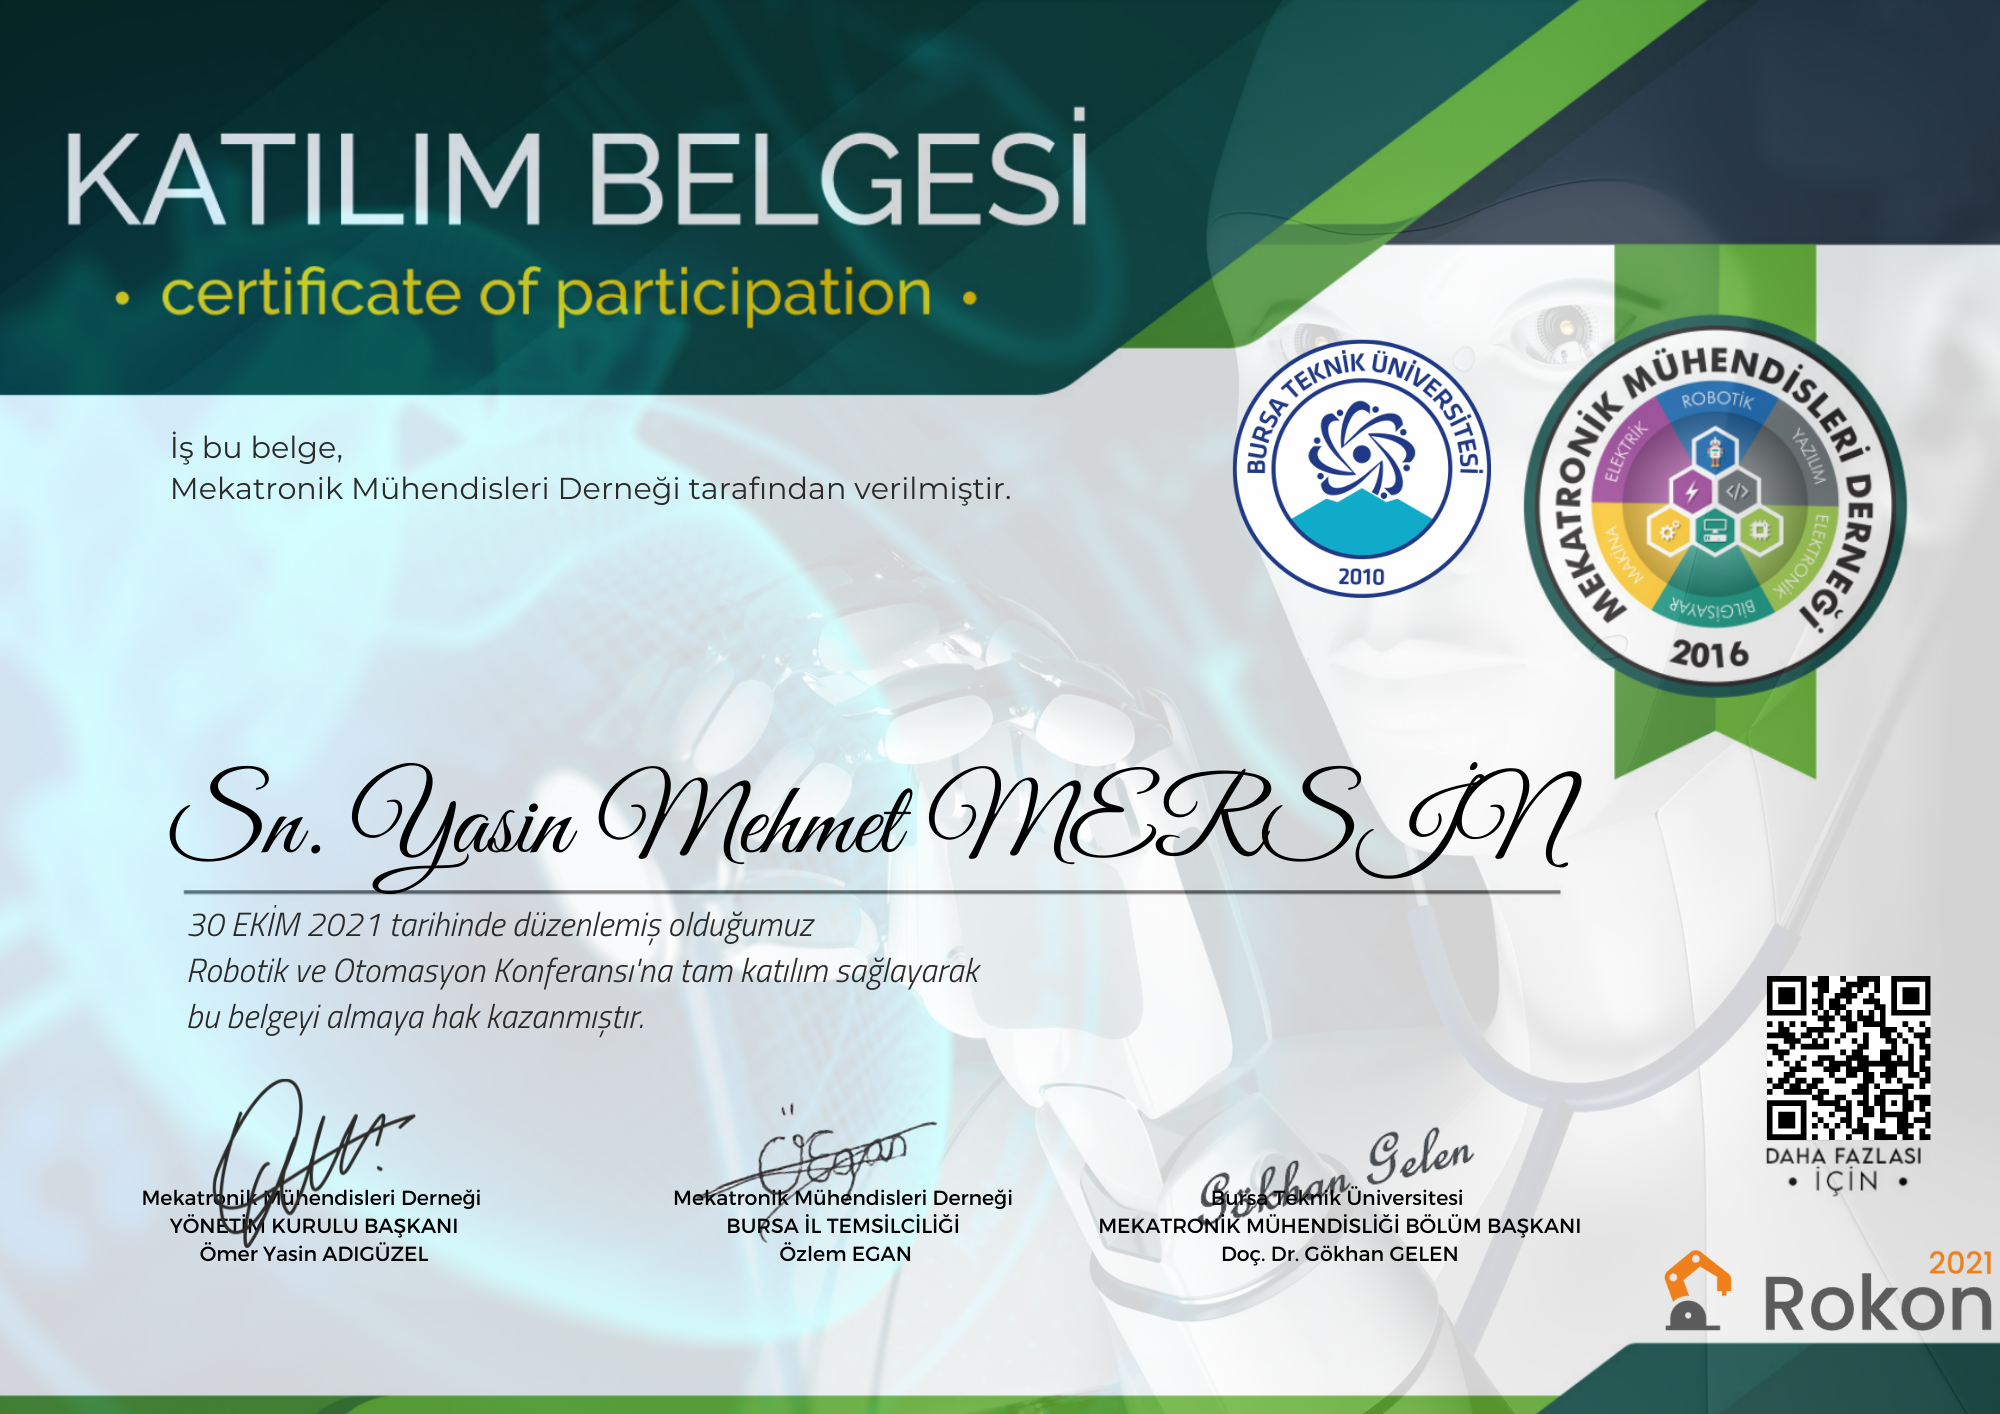 KATILIM BELGESİ
• certificate of participation •
İş bu belge,
Mekatronik Mühendisleri Derneği tarafından verilmiştir.
BURSA TEKNİK ÜNİVERSİTESİ
2010
MEKATRONİK MÜHENDİSLERİ DERNEĞİ
ROBOTİK
YAZILIM
ELEKTRONİK
BİLGİSAYAR
MAKİNA
ELEKTRİK
2016
Sn. Yasin Mehmet MERSİN
30 EKİM 2021 tarihinde düzenlemiş olduğumuz
Robotik ve Otomasyon Konferansı'na tam katılım sağlayarak
bu belgeyi almaya hak kazanmıştır.
Mekatronik Mühendisleri Derneği
YÖNETİM KURULU BAŞKANI
Ömer Yasin ADIGÜZEL
ÖEgan
Mekatronik Mühendisleri Derneği
BURSA İL TEMSİLCİLİĞİ
Özlem EGAN
Gökhan Gelen
Bursa Teknik Üniversitesi
MEKATRONİK MÜHENDİSLİĞİ BÖLÜM BAŞKANI
Doç. Dr. Gökhan GELEN
DAHA FAZLASI
• İÇİN •
2021
Rokon